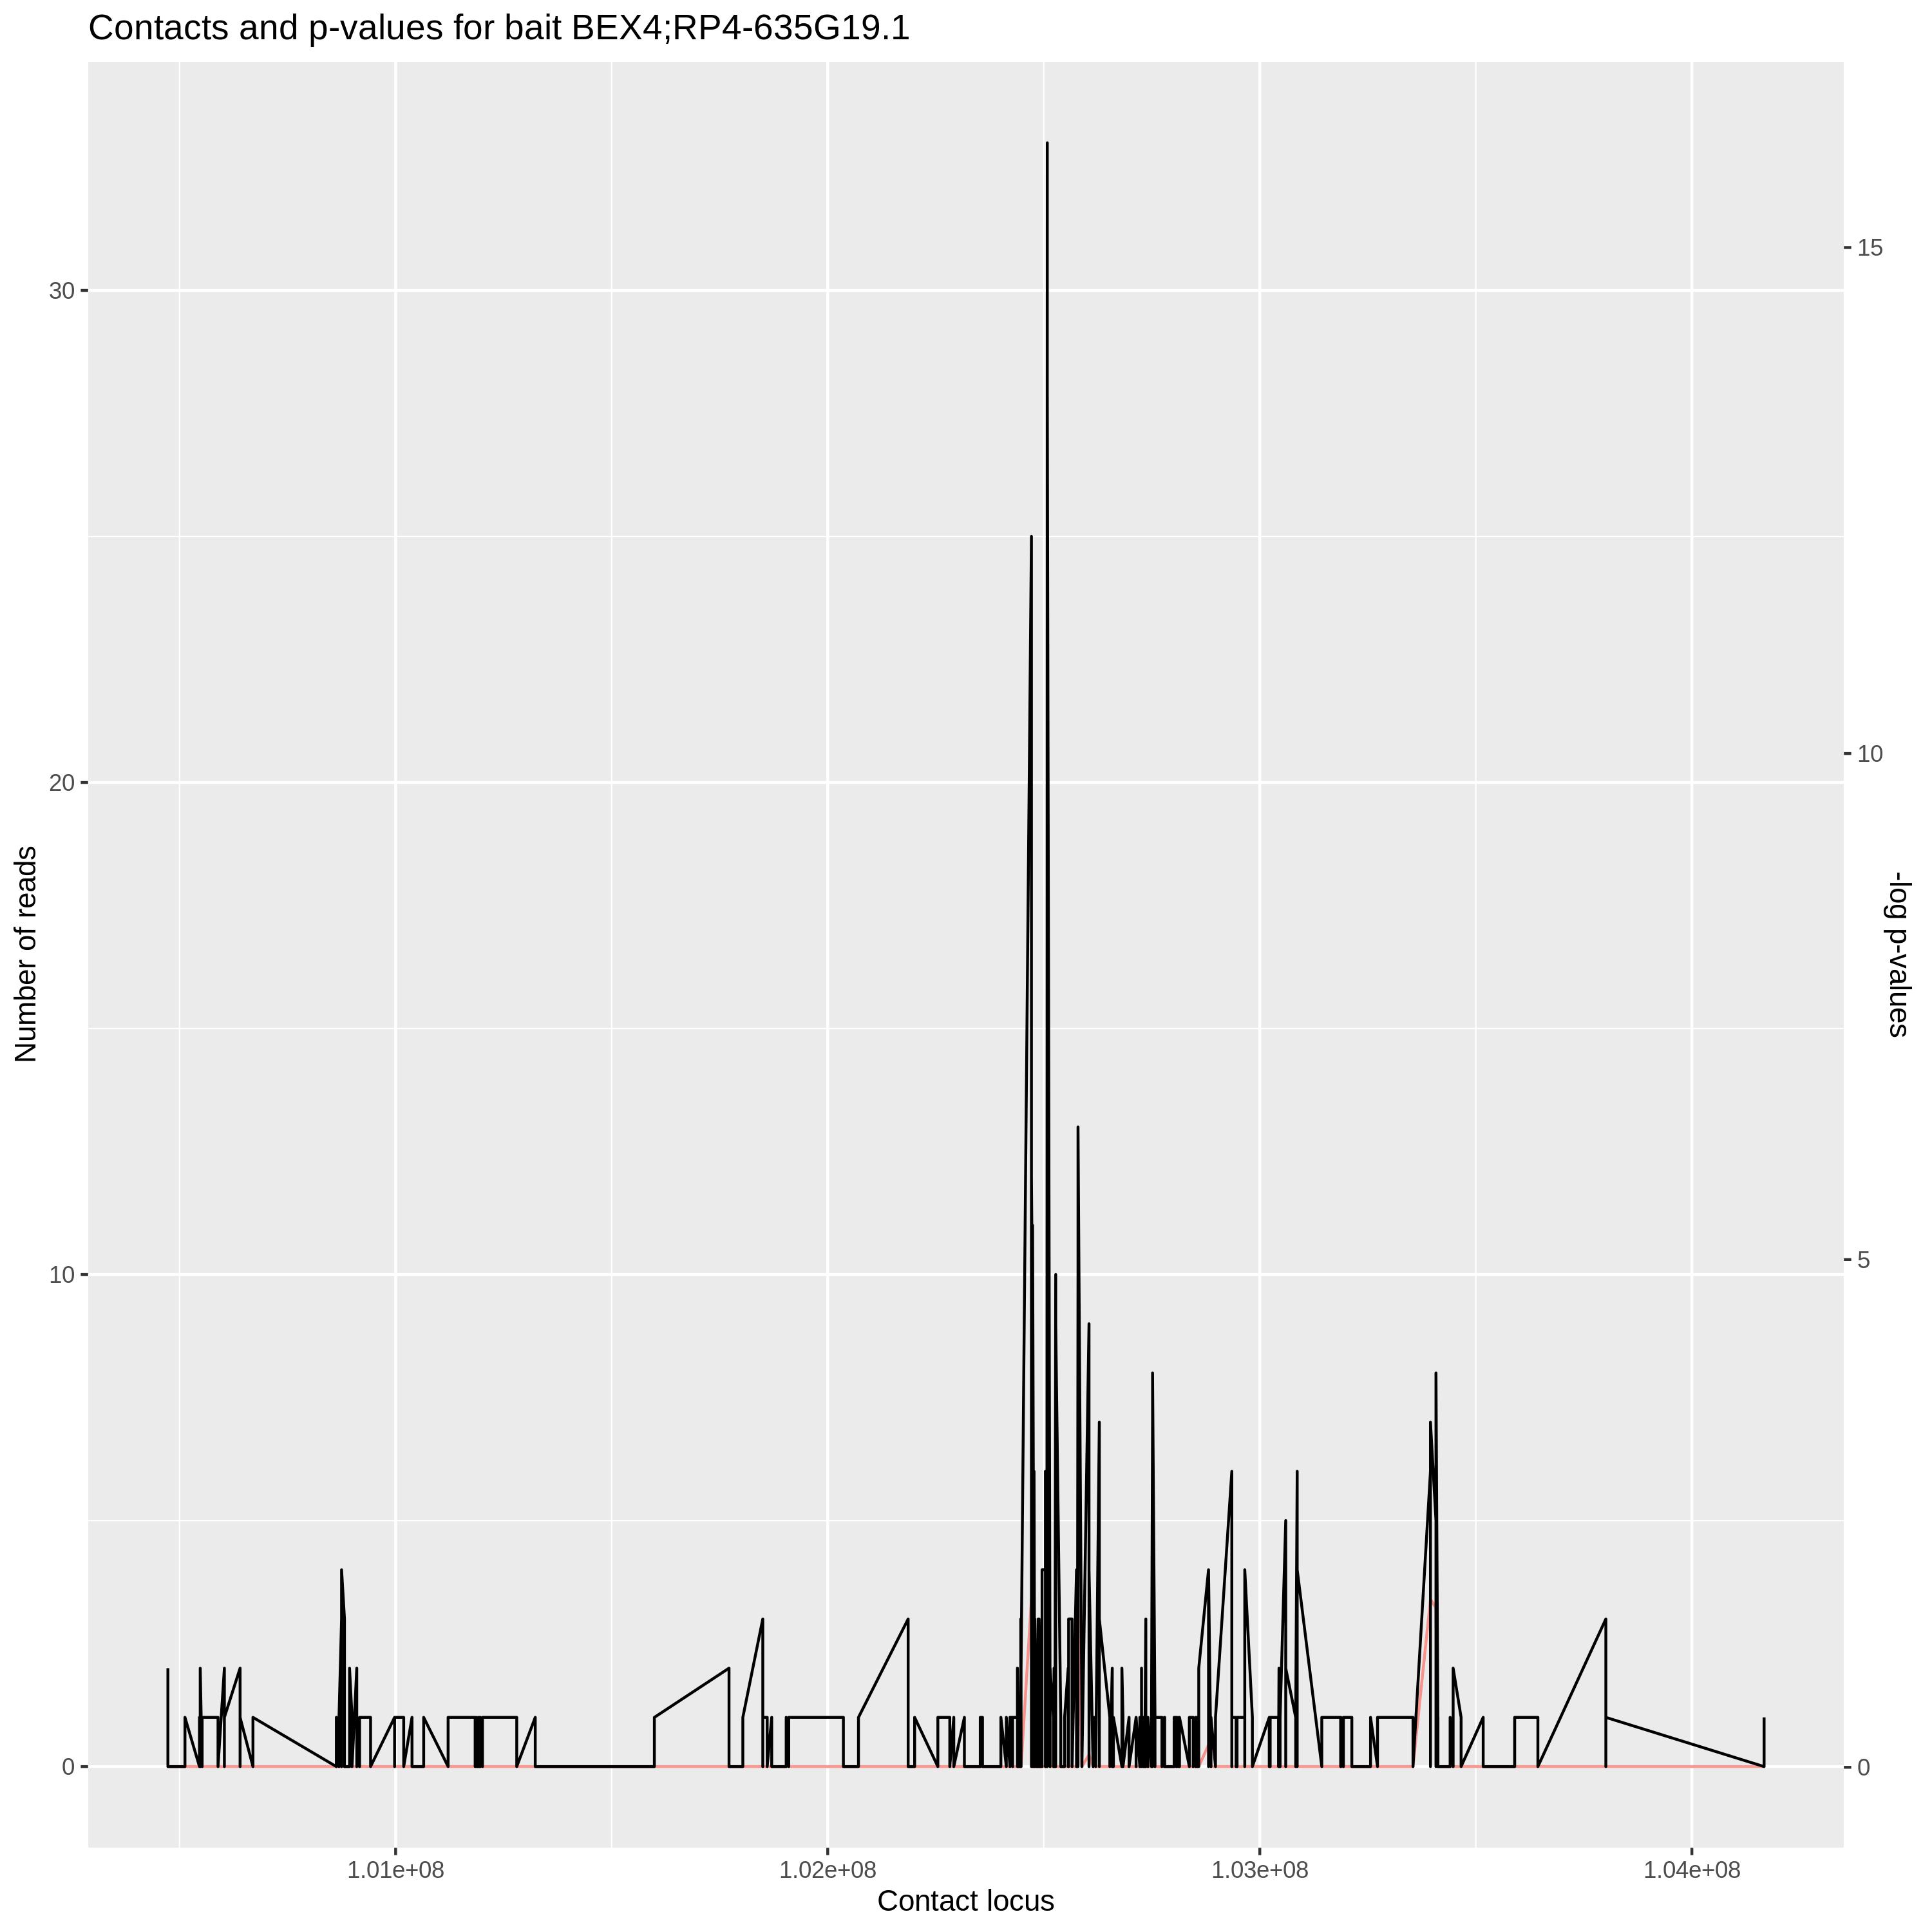 Contacts and p-values for bait BEX4;RP4-635G19.1
Number of reads
30
20
10
0
15
10
5
0
-log p-values
1.01e+08
1.02e+08
1.03e+08
1.04e+08
Contact locus